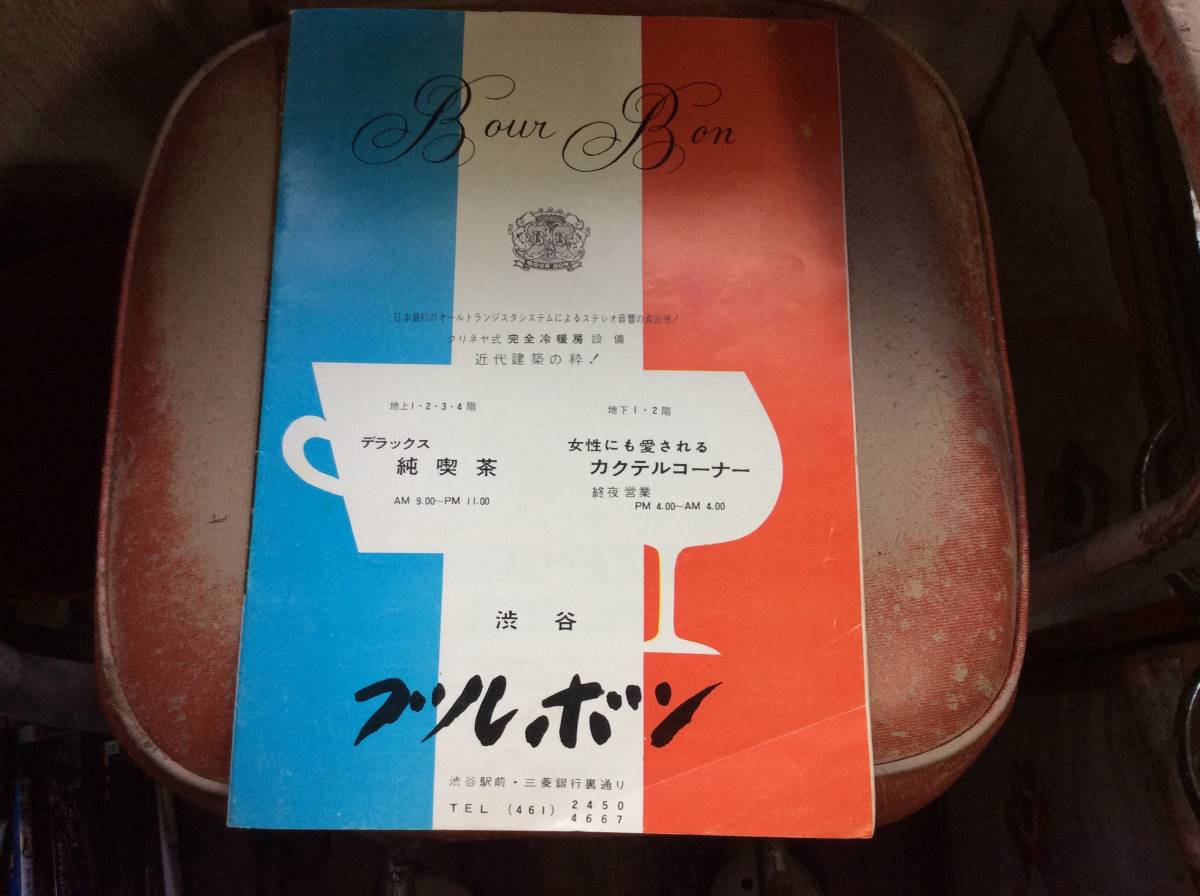 Bour Bon
B B
BOUR BON
日本最初のオールトランジスタシステムによるステレオ音響の真迫感！
クリネヤ式 完全冷暖房 設備
近代建築の粋！
地上1・2・3・4階
デラックス
純喫茶
AM 9.00〜PM 11.00
地下1・2階
女性にも愛される
カクテルコーナー
終夜営業
PM 4.00〜AM 4.00
渋谷
ブルボン
渋谷駅前・三菱銀行裏通り
TEL (461) 2450
4667